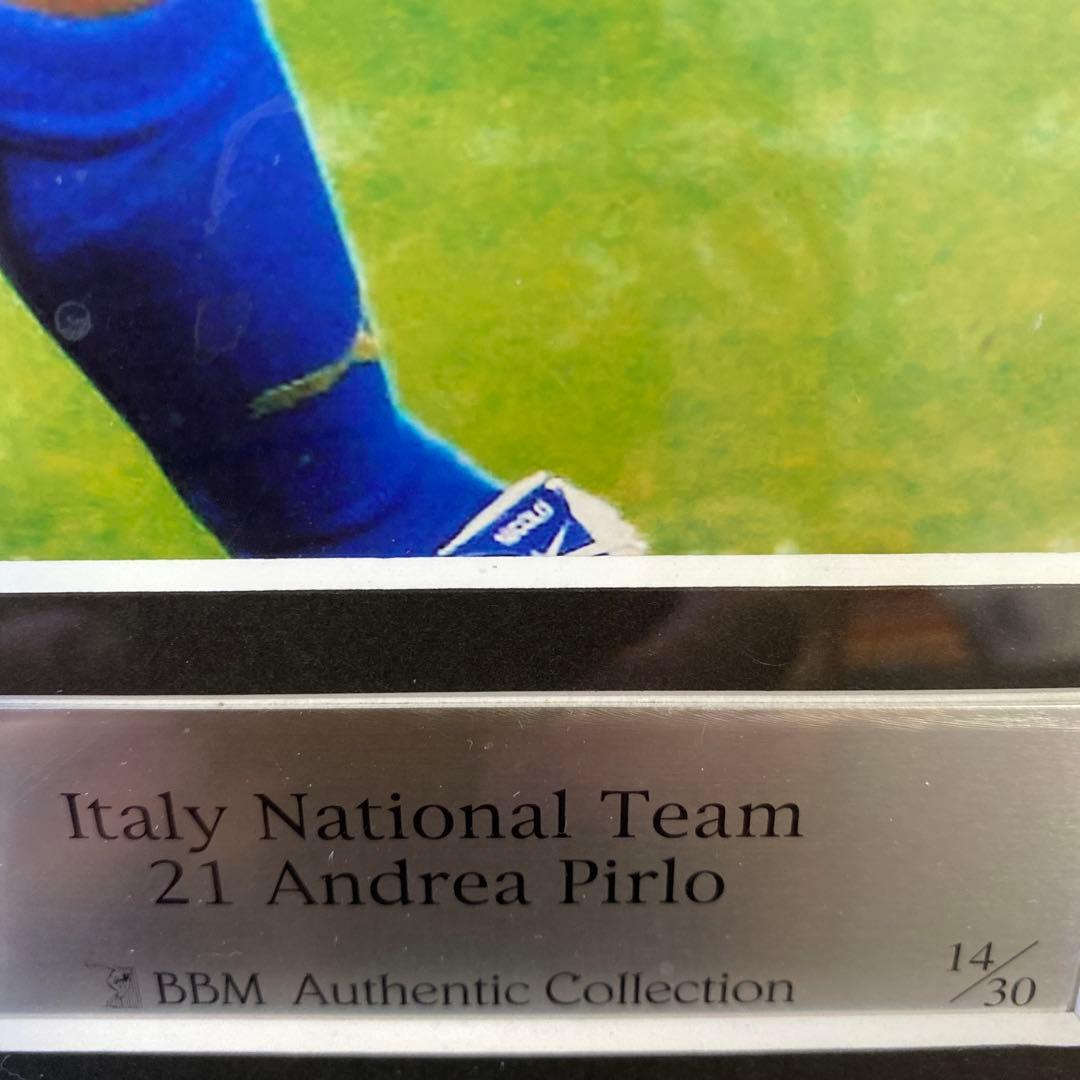 Italy National Team
21 Andrea Pirlo
BBM Authentic Collection
14/30